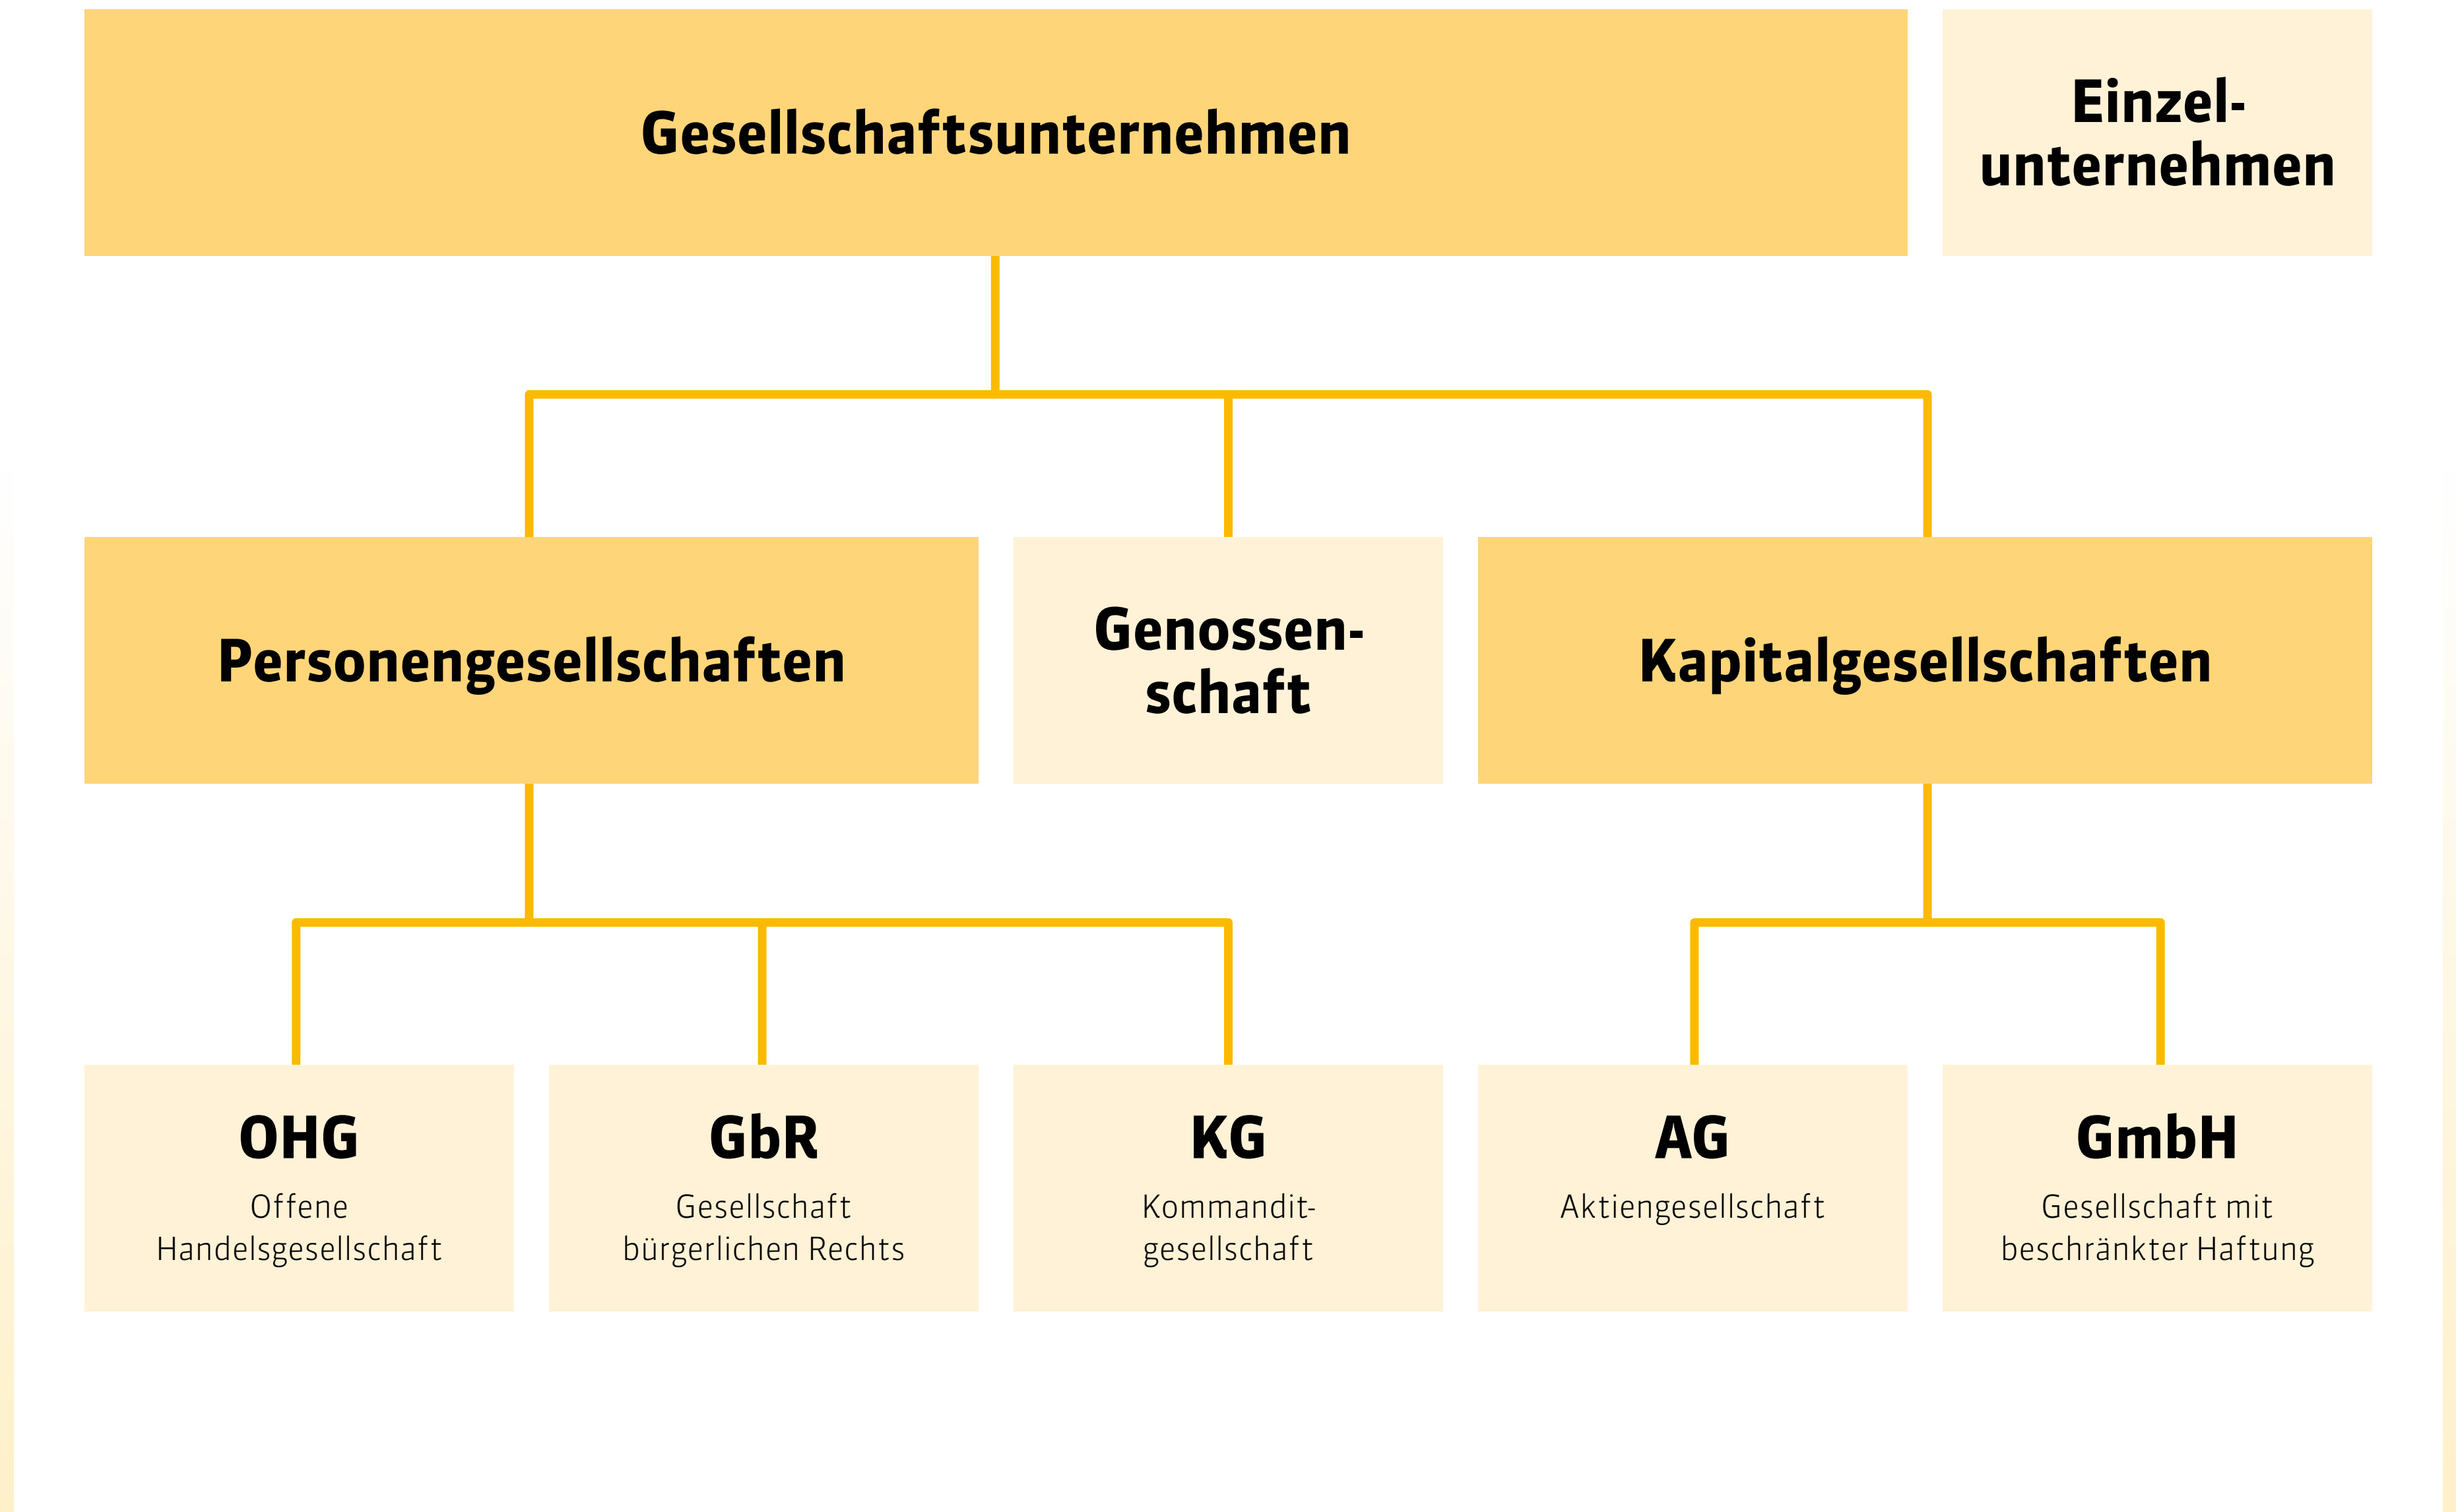 Gesellschaftsunternehmen
Einzel-
unternehmen
Personengesellschaften
Genossen-
schaft
Kapitalgesellschaften
OHG
Offene
Handelsgesellschaft
GbR
Gesellschaft
bürgerlichen Rechts
KG
Kommandit-
gesellschaft
AG
Aktiengesellschaft
GmbH
Gesellschaft mit
beschränkter Haftung